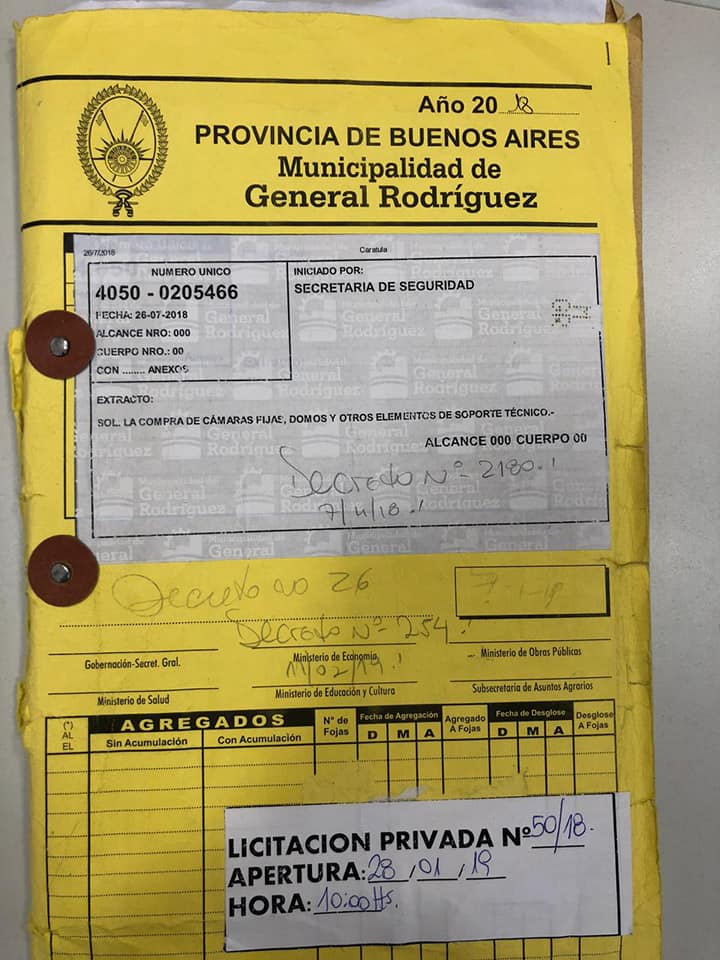 Año 20 18
PROVINCIA DE BUENOS AIRES
Municipalidad de
General Rodríguez
26/7/2018
Caratula
NUMERO UNICO
4050 - 0205466
FECHA: 26-07-2018
ALCANCE NRO: 000
CUERPO NRO.: 00
CON ........ ANEXOS
INICIADO POR:
SECRETARIA DE SEGURIDAD
EXTRACTO:
SOL. LA COMPRA DE CÁMARAS FIJAS, DOMOS Y OTROS ELEMENTOS DE SOPORTE TÉCNICO.-
ALCANCE 000 CUERPO 00
Decreto Nº 2180.!
7/11/18.!
Decreto no 26
7-1-19
Decreto Nº 254.!
11/02/19.!
Gobernación-Secret. Gral.
Ministerio de Economía
Ministerio de Obras Públicas
Ministerio de Salud
Ministerio de Educación y Cultura
Subsecretaria de Asuntos Agrarios
(*) AL EL
AGREGADOS
Sin Acumulación
Con Acumulación
Nº de Fojas
Fecha de Agregación
D M A
Agregado A Fojas
Fecha de Desglose
D M A
Desglose A Fojas
LICITACION PRIVADA Nº 50/18.
APERTURA: 28/01/19
HORA: 10:00 Hs.